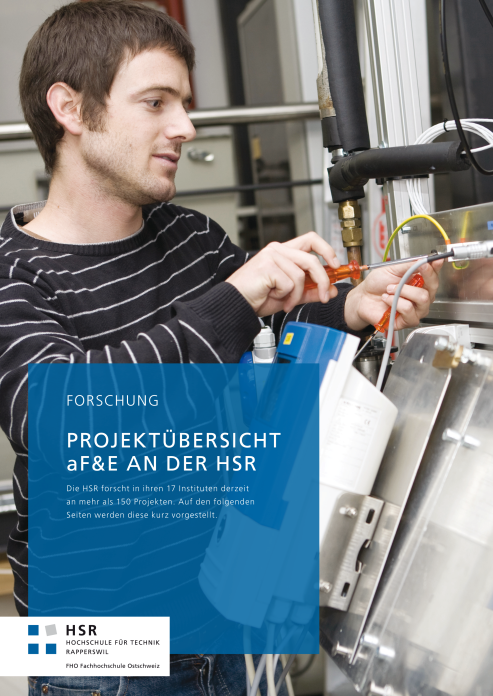 FORSCHUNG
PROJEKTÜBERSICHT
aF&E AN DER HSR
Die HSR forscht in ihren 17 Instituten derzeit
an mehr als 150 Projekten. Auf den folgenden
Seiten werden diese kurz vorgestellt.
HSR
HOCHSCHULE FÜR TECHNIK
RAPPERSWIL
FHO Fachhochschule Ostschweiz